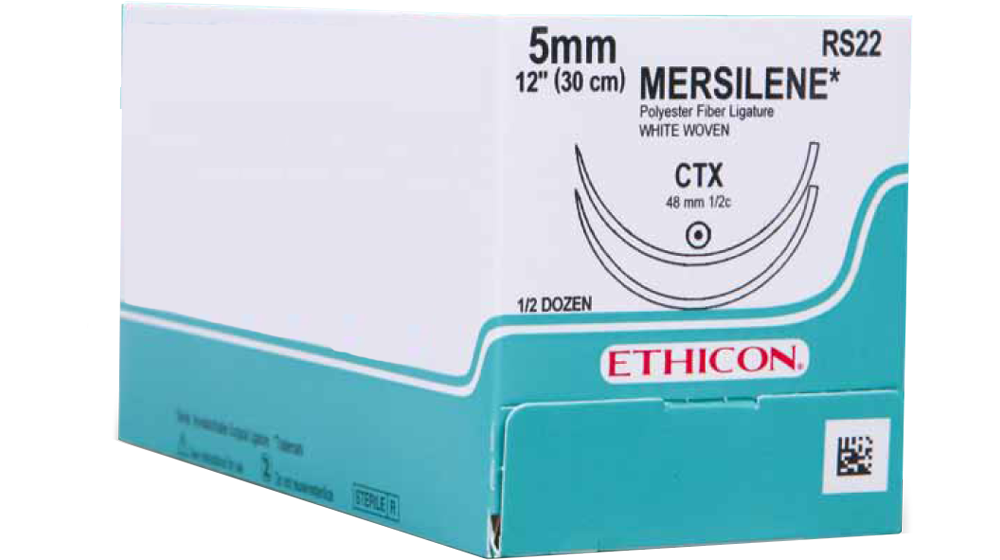 5mm
12" (30 cm)
RS22
MERSILENE*
Polyester Fiber Ligature
WHITE WOVEN
CTX
48 mm 1/2c
1/2 DOZEN
ETHICON®
2
STERILE R